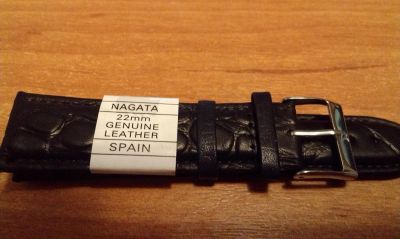 NAGATA
22mm
GENUINE
LEATHER
SPAIN